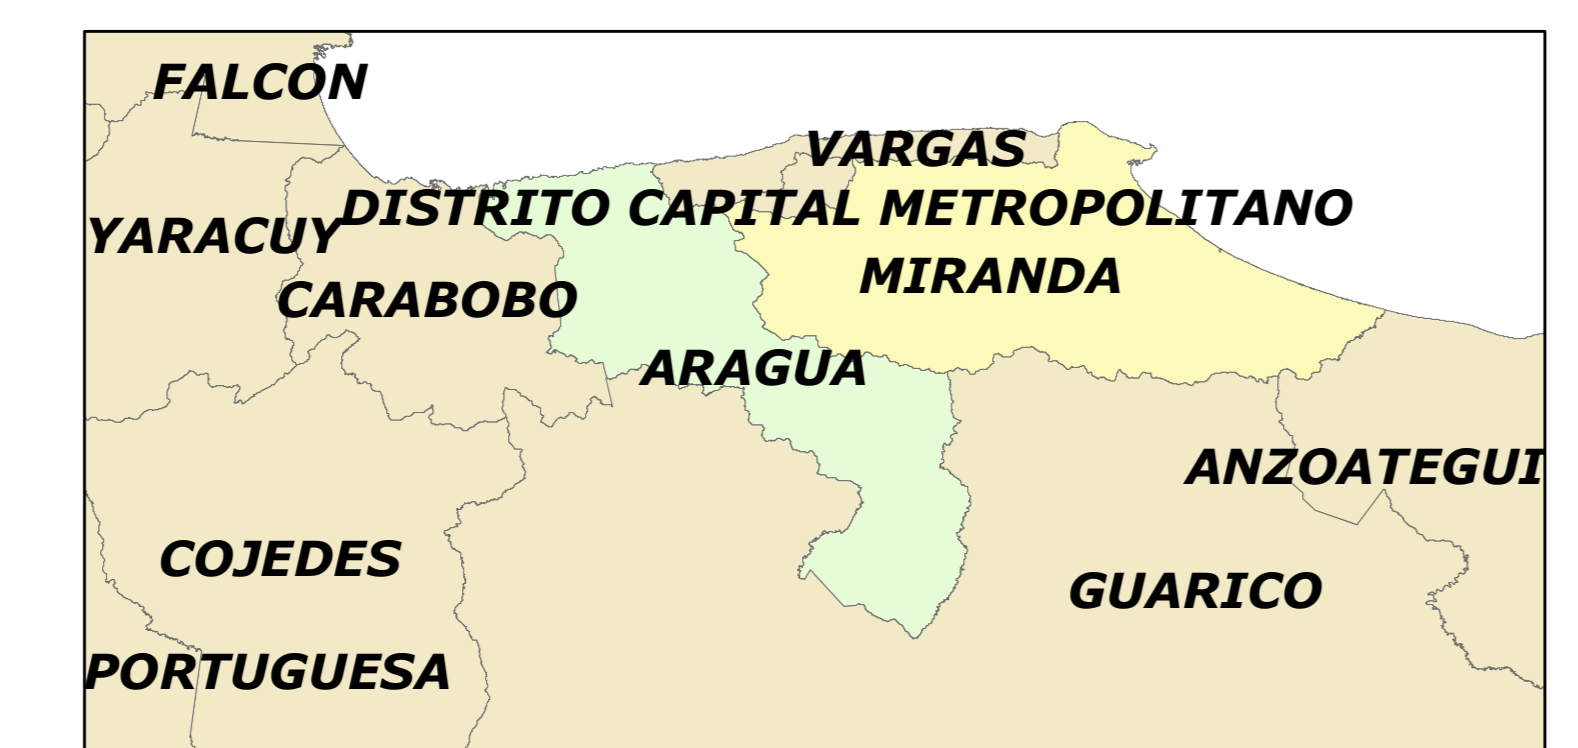 FALCON
VARGAS
DISTRITO CAPITAL METROPOLITANO
YARACUY
MIRANDA
CARABOBO
ARAGUA
ANZOATEGUI
COJEDES
GUARICO
PORTUGUESA